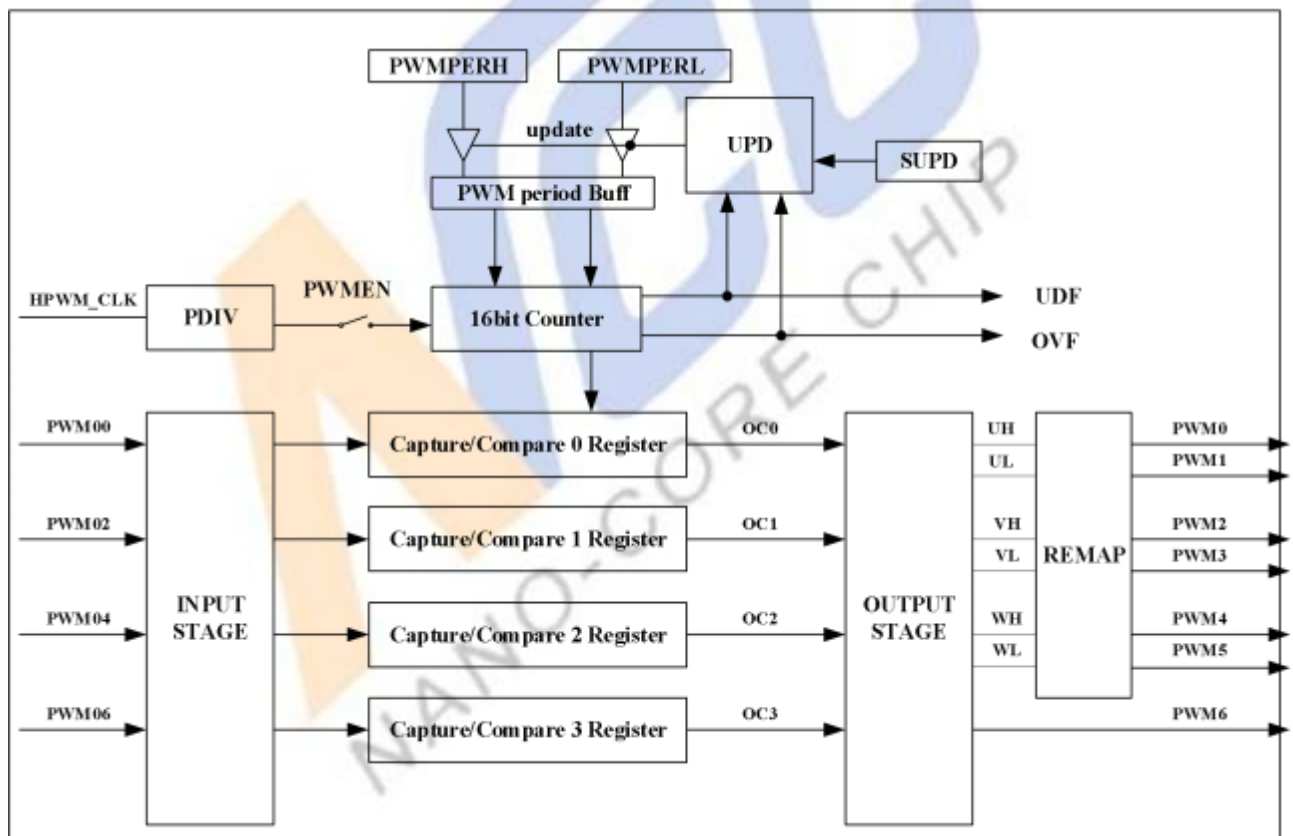 PWMPERH
PWMPERL
update
UPD
SUPD
PWM period Buff
HPWM_CLK
PDIV
PWMEN
16bit Counter
UDF
OVF
PWM00
Capture/Compare 0 Register
OC0
UH
PWM0
UL
PWM1
PWM02
Capture/Compare 1 Register
OC1
VH
PWM2
VL
PWM3
REMAP
INPUT
STAGE
OUTPUT
STAGE
PWM04
Capture/Compare 2 Register
OC2
WH
PWM4
WL
PWM5
PWM06
Capture/Compare 3 Register
OC3
PWM6
NANO-CORE CHIP